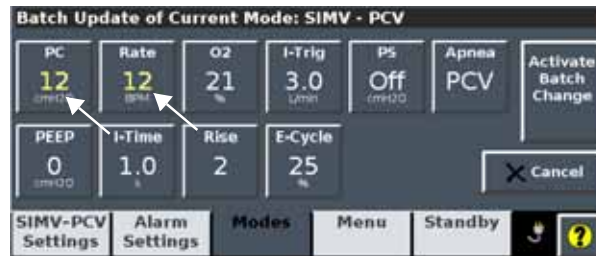 Batch Update of Current Mode: SIMV - PCV
PC Rate O2 I-Trig PS Apnea
12 12 21 3.0 Off PCV
cmH2O BPM % L/min cmH2O
Activate
Batch
Change
PEEP I-Time Rise E-Cycle
0 1.0 2 25
cmH2O s %
Cancel
SIMV-PCV Alarm Modes Menu Standby
Settings Settings
?